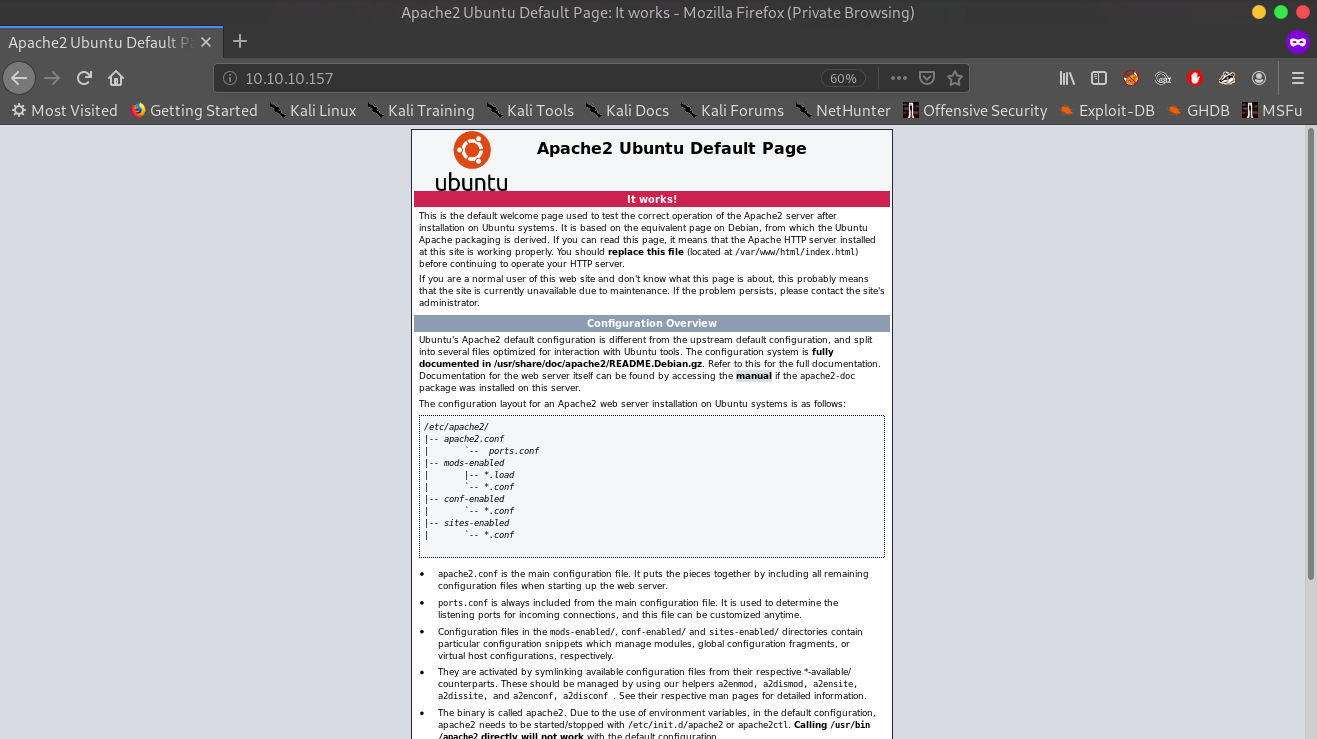 Apache2 Ubuntu Default Page: It works - Mozilla Firefox (Private Browsing)
Apache2 Ubuntu Default Pa
10.10.10.157
60%
Most Visited Getting Started Kali Linux Kali Training Kali Tools Kali Docs Kali Forums NetHunter Offensive Security Exploit-DB GHDB MSFu
ubuntu
Apache2 Ubuntu Default Page
It works!
This is the default welcome page used to test the correct operation of the Apache2 server after
installation on Ubuntu systems. It is based on the equivalent page on Debian, from which the Ubuntu
Apache packaging is derived. If you can read this page, it means that the Apache HTTP server installed
at this site is working properly. You should replace this file (located at /var/www/html/index.html)
before continuing to operate your HTTP server.
If you are a normal user of this web site and don't know what this page is about, this probably means
that the site is currently unavailable due to maintenance. If the problem persists, please contact the site's
administrator.
Configuration Overview
Ubuntu's Apache2 default configuration is different from the upstream default configuration, and split
into several files optimized for interaction with Ubuntu tools. The configuration system is fully
documented in /usr/share/doc/apache2/README.Debian.gz. Refer to this for the full documentation.
Documentation for the web server itself can be found by accessing the manual if the apache2-doc
package was installed on this server.
The configuration layout for an Apache2 web server installation on Ubuntu systems is as follows:
/etc/apache2/
|-- apache2.conf
|       `--  ports.conf
|-- mods-enabled
|       |-- *.load
|       `-- *.conf
|-- conf-enabled
|       `-- *.conf
|-- sites-enabled
|       `-- *.conf
• apache2.conf is the main configuration file. It puts the pieces together by including all remaining
configuration files when starting up the web server.
• ports.conf is always included from the main configuration file. It is used to determine the
listening ports for incoming connections, and this file can be customized anytime.
• Configuration files in the mods-enabled/, conf-enabled/ and sites-enabled/ directories contain
particular configuration snippets which manage modules, global configuration fragments, or
virtual host configurations, respectively.
• They are activated by symlinking available configuration files from their respective *-available/
counterparts. These should be managed by using our helpers a2enmod, a2dismod, a2ensite,
a2dissite, and a2enconf, a2disconf . See their respective man pages for detailed information.
• The binary is called apache2. Due to the use of environment variables, in the default configuration,
apache2 needs to be started/stopped with /etc/init.d/apache2 or apache2ctl. Calling /usr/bin
/apache2 directly will not work with the default configuration.